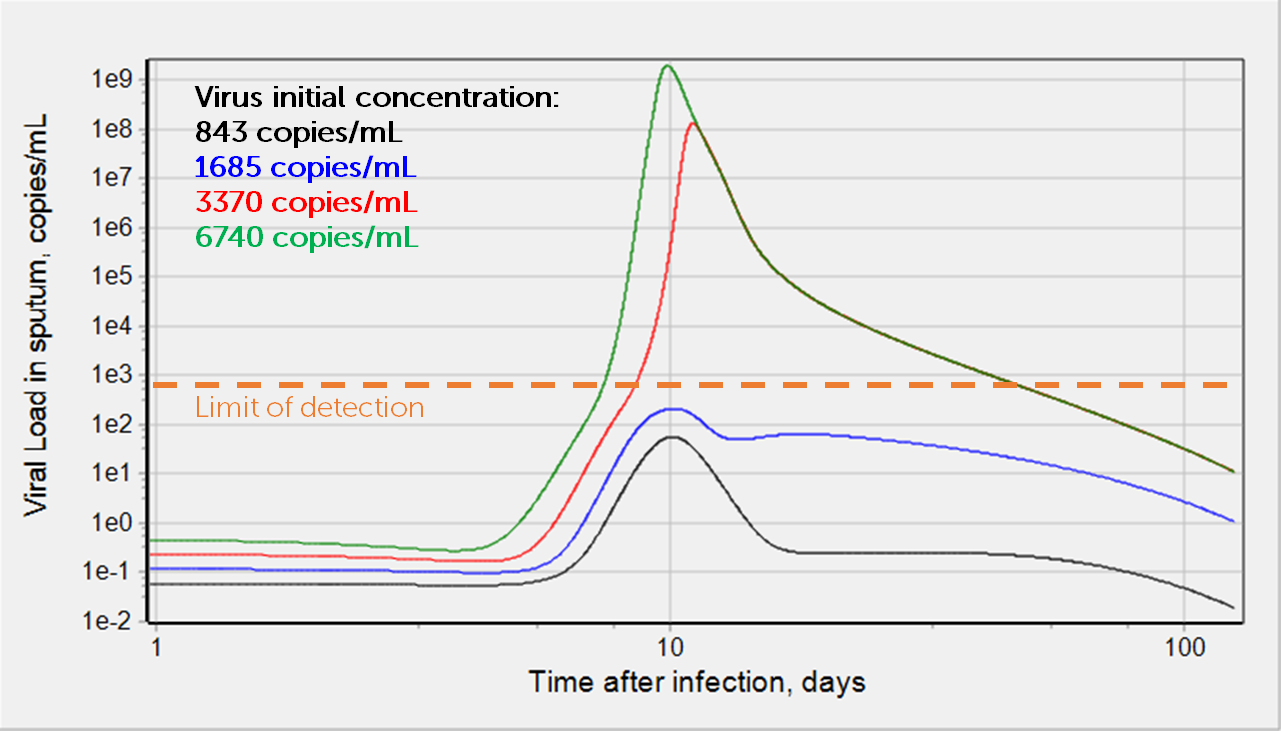 Viral Load in sputum, copies/mL
1e9
1e8
1e7
1e6
1e5
1e4
1e3
1e2
1e1
1e0
1e-1
1e-2
Virus initial concentration:
843 copies/mL
1685 copies/mL
3370 copies/mL
6740 copies/mL
Limit of detection
1
10
100
Time after infection, days